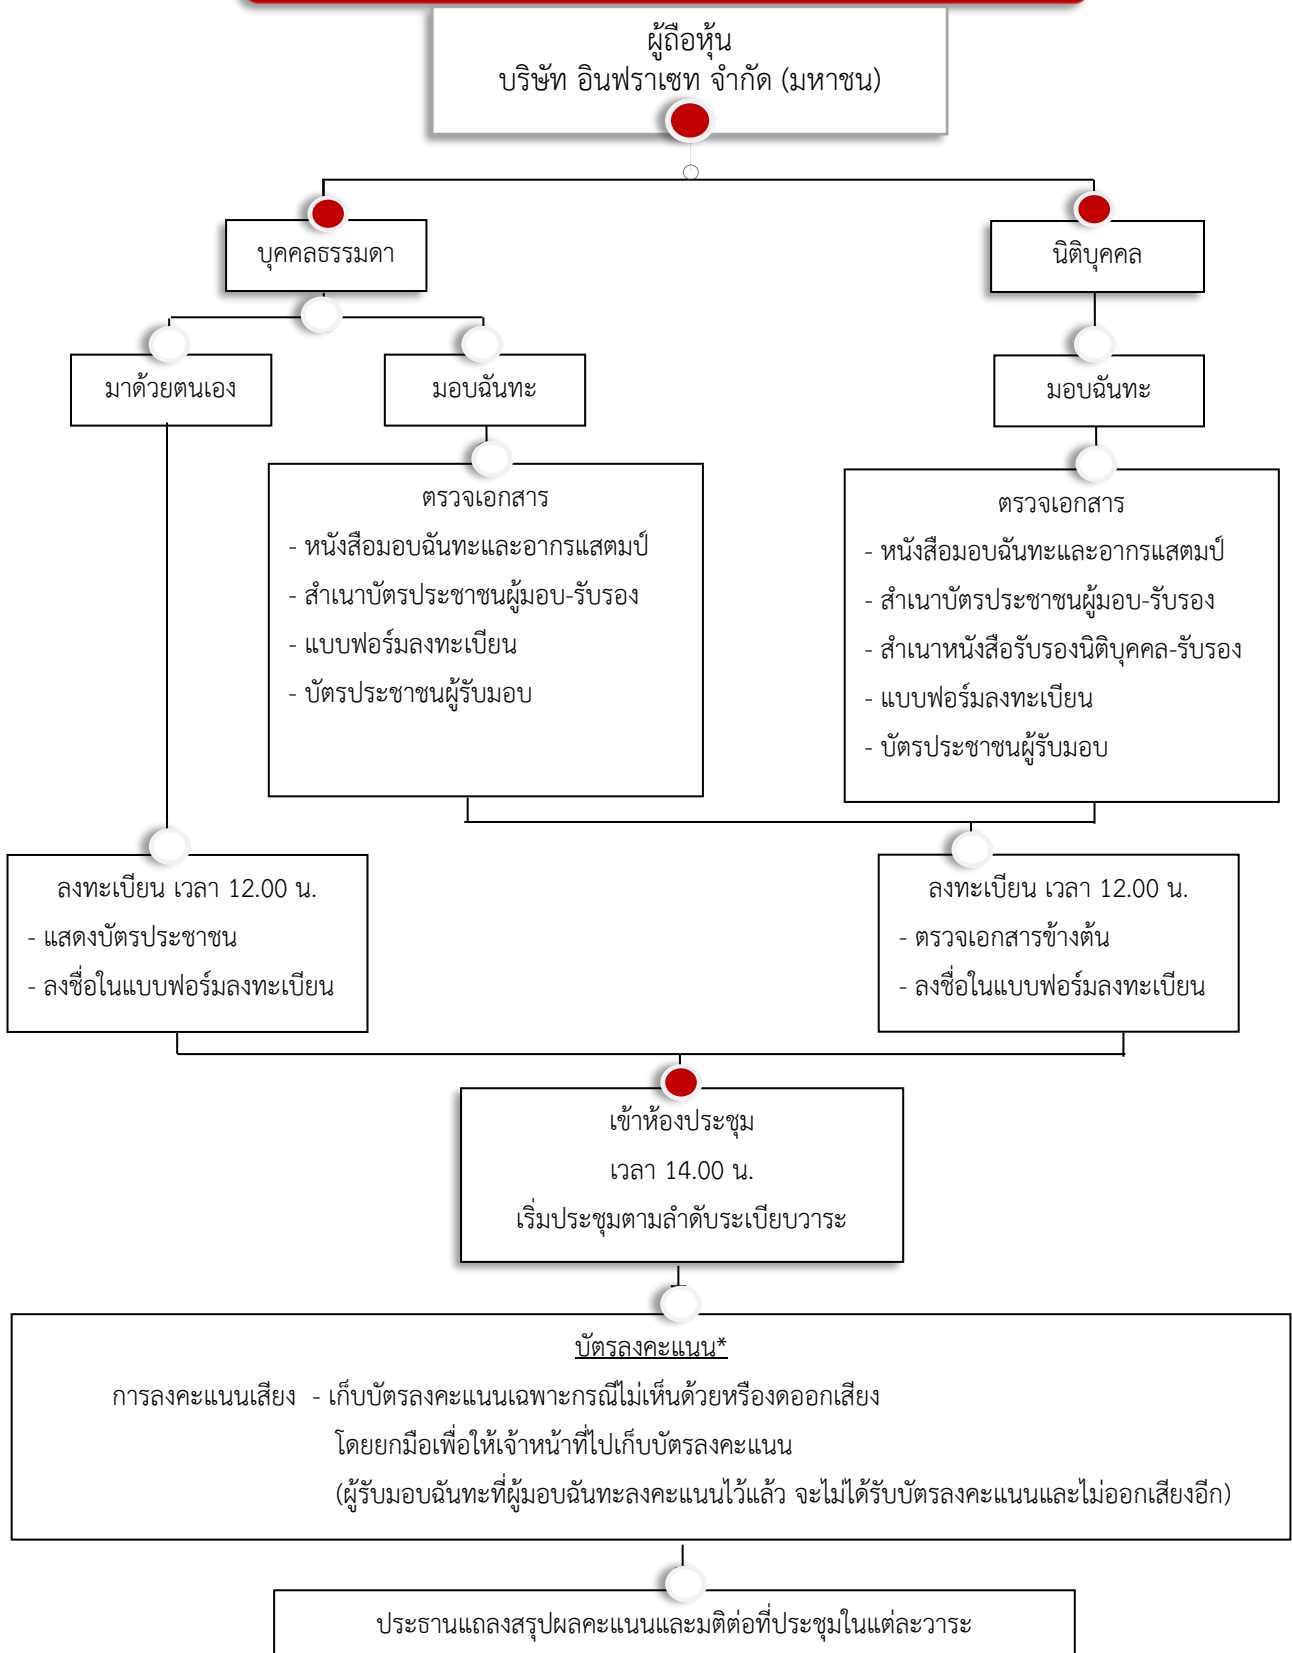 ผู้ถือหุ้น
บริษัท อินฟราเซท จำกัด (มหาชน)
บุคคลธรรมดา
นิติบุคคล
มาด้วยตนเอง
มอบฉันทะ
มอบฉันทะ
ตรวจเอกสาร
- หนังสือมอบฉันทะและอากรแสตมป์
- สำเนาบัตรประชาชนผู้มอบ-รับรอง
- แบบฟอร์มลงทะเบียน
- บัตรประชาชนผู้รับมอบ
ตรวจเอกสาร
- หนังสือมอบฉันทะและอากรแสตมป์
- สำเนาบัตรประชาชนผู้มอบ-รับรอง
- สำเนาหนังสือรับรองนิติบุคคล-รับรอง
- แบบฟอร์มลงทะเบียน
- บัตรประชาชนผู้รับมอบ
ลงทะเบียน เวลา 12.00 น.
- แสดงบัตรประชาชน
- ลงชื่อในแบบฟอร์มลงทะเบียน
ลงทะเบียน เวลา 12.00 น.
- ตรวจเอกสารข้างต้น
- ลงชื่อในแบบฟอร์มลงทะเบียน
เข้าห้องประชุม
เวลา 14.00 น.
เริ่มประชุมตามลำดับระเบียบวาระ
บัตรลงคะแนน*
การลงคะแนนเสียง - เก็บบัตรลงคะแนนเฉพาะกรณีไม่เห็นด้วยหรืองดออกเสียง
โดยยกมือเพื่อให้เจ้าหน้าที่ไปเก็บบัตรลงคะแนน
(ผู้รับมอบฉันทะที่ผู้มอบฉันทะลงคะแนนไว้แล้ว จะไม่ได้รับบัตรลงคะแนนและไม่ออกเสียงอีก)
ประธานแถลงสรุปผลคะแนนและมติต่อที่ประชุมในแต่ละวาระ